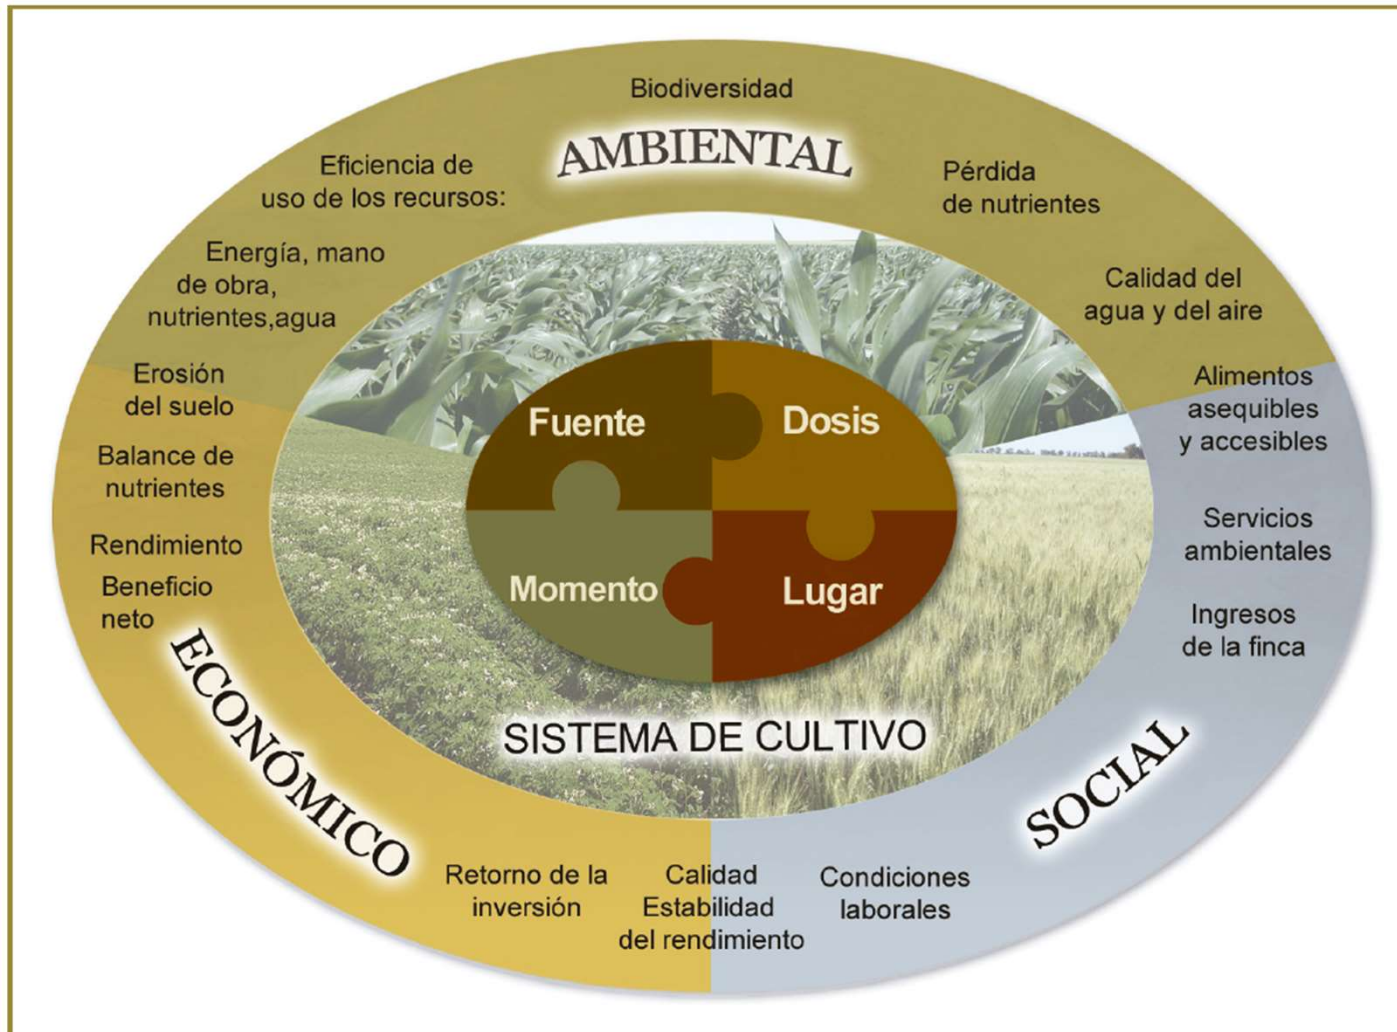 Biodiversidad
AMBIENTAL
Eficiencia de
uso de los recursos:
Energía, mano
de obra,
nutrientes,agua
Pérdida
de nutrientes
Calidad del
agua y del aire
Erosión
del suelo
Balance de
nutrientes
Rendimiento
Beneficio
neto
ECONÓMICO
Retorno de la
inversión
Calidad
Estabilidad
del rendimiento
Condiciones
laborales
SOCIAL
Alimentos
asequibles
y accesibles
Servicios
ambientales
Ingresos
de la finca
Fuente
Dosis
Momento
Lugar
SISTEMA DE CULTIVO